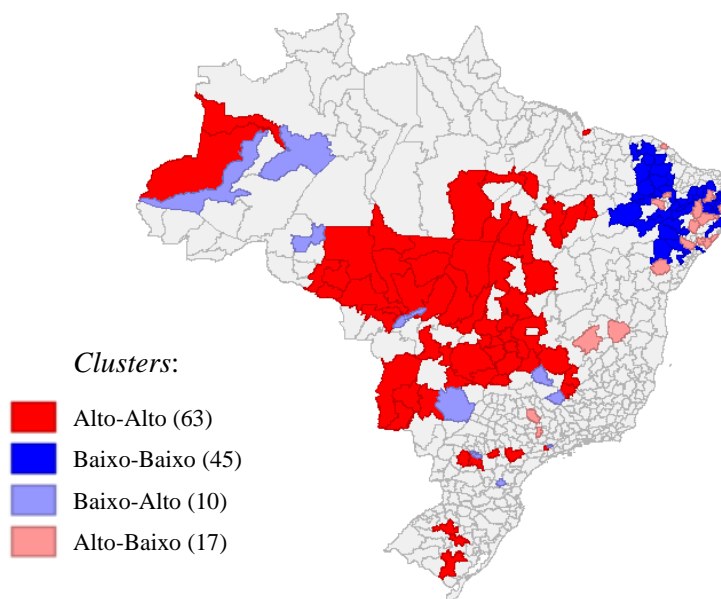 Clusters:
Alto-Alto (63)
Baixo-Baixo (45)
Baixo-Alto (10)
Alto-Baixo (17)